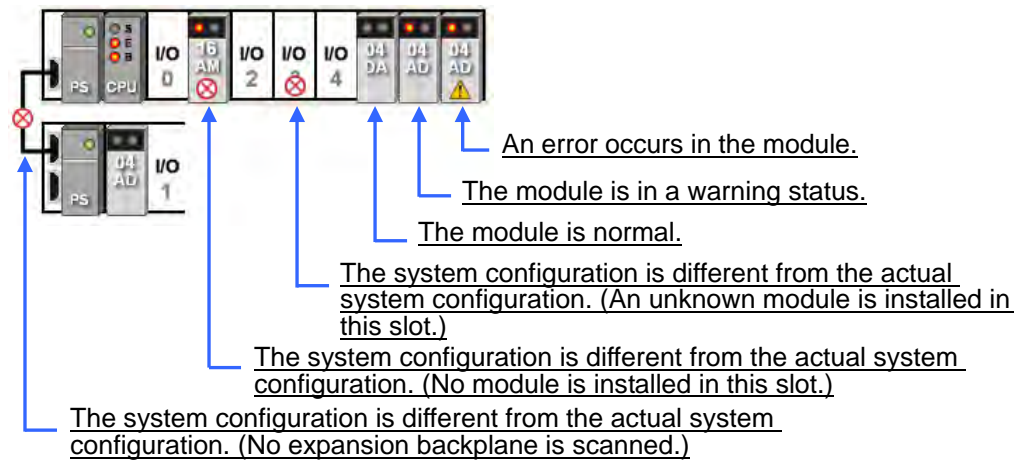 S
E
B
PS CPU I/O 0 16 AM I/O 2 I/O 3 I/O 4 04 DA 04 AD 04 AD
PS 04 AD I/O 1
An error occurs in the module.
The module is in a warning status.
The module is normal.
The system configuration is different from the actual
system configuration. (An unknown module is installed in
this slot.)
The system configuration is different from the actual system
configuration. (No module is installed in this slot.)
The system configuration is different from the actual system
configuration. (No expansion backplane is scanned.)